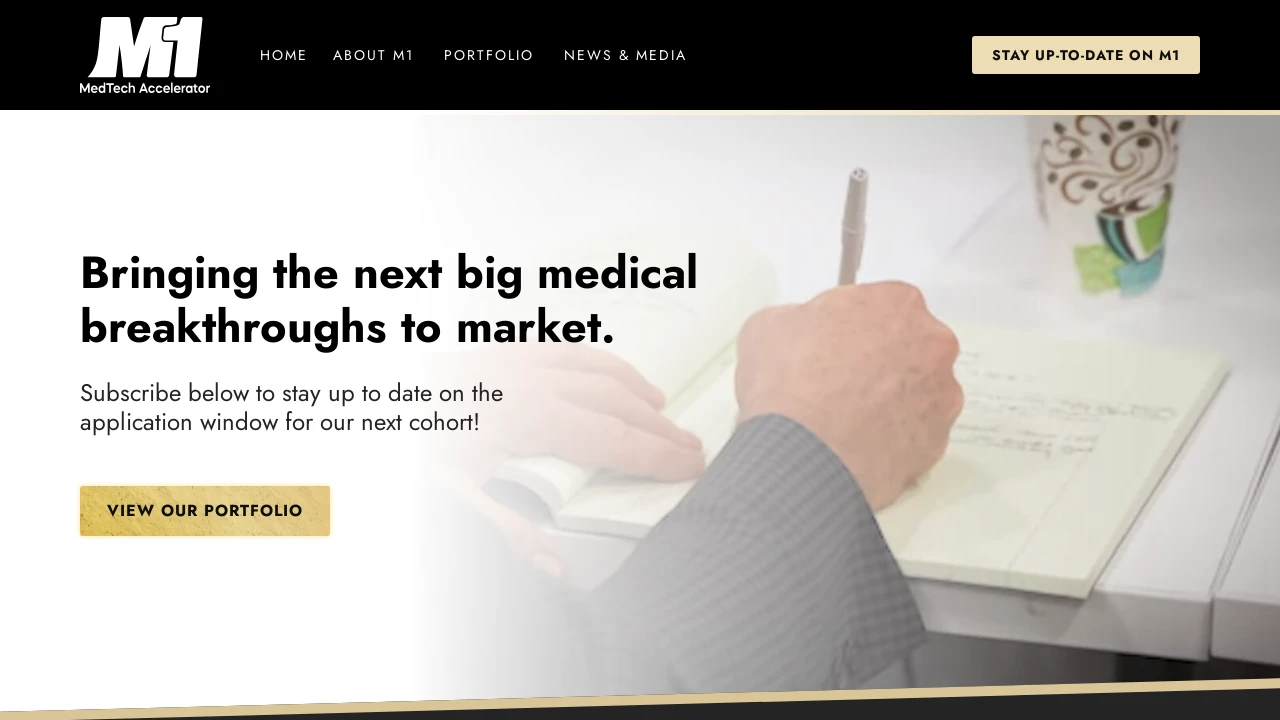 M1
MedTech Accelerator
HOME
ABOUT M1
PORTFOLIO
NEWS & MEDIA
STAY UP-TO-DATE ON M1
Bringing the next big medical
breakthroughs to market.
Subscribe below to stay up to date on the
application window for our next cohort!
VIEW OUR PORTFOLIO